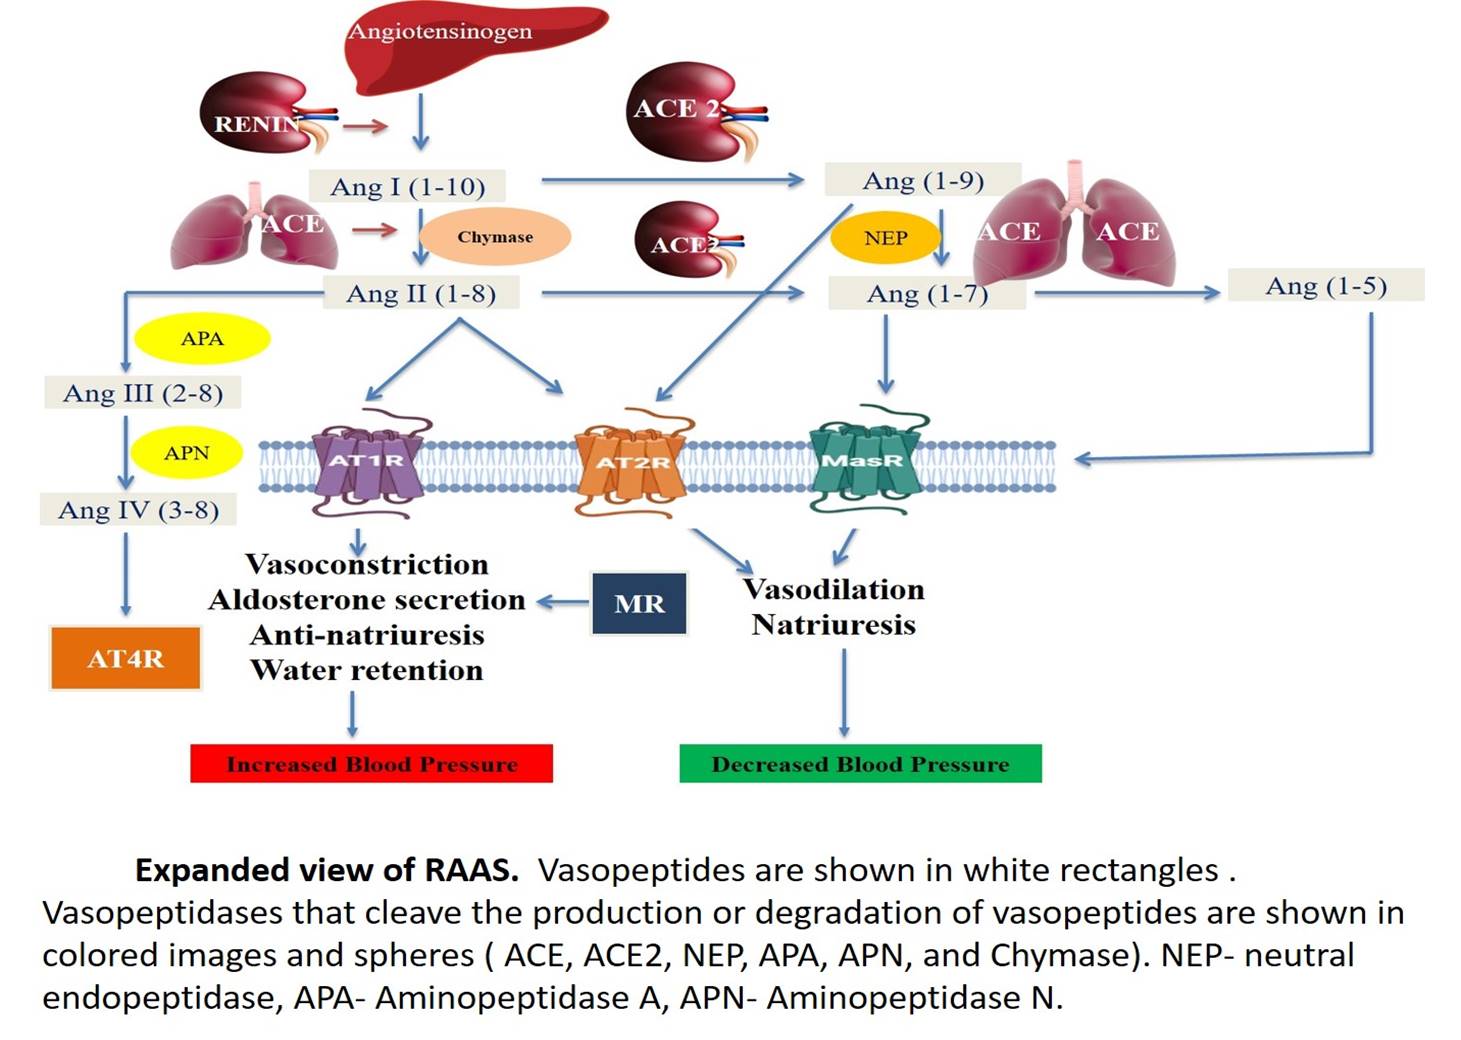 Angiotensinogen
RENIN
ACE 2
Ang I (1-10)
Ang (1-9)
ACE
Chymase
ACE2
NEP
ACE
ACE
Ang II (1-8)
Ang (1-7)
Ang (1-5)
APA
Ang III (2-8)
APN
AT1R
AT2R
MasR
Ang IV (3-8)
Vasoconstriction
Aldosterone secretion
Anti-natriuresis
Water retention
MR
Vasodilation
Natriuresis
AT4R
Increased Blood Pressure
Decreased Blood Pressure
Expanded view of RAAS. Vasopeptides are shown in white rectangles .
Vasopeptidases that cleave the production or degradation of vasopeptides are shown in
colored images and spheres ( ACE, ACE2, NEP, APA, APN, and Chymase). NEP- neutral
endopeptidase, APA- Aminopeptidase A, APN- Aminopeptidase N.